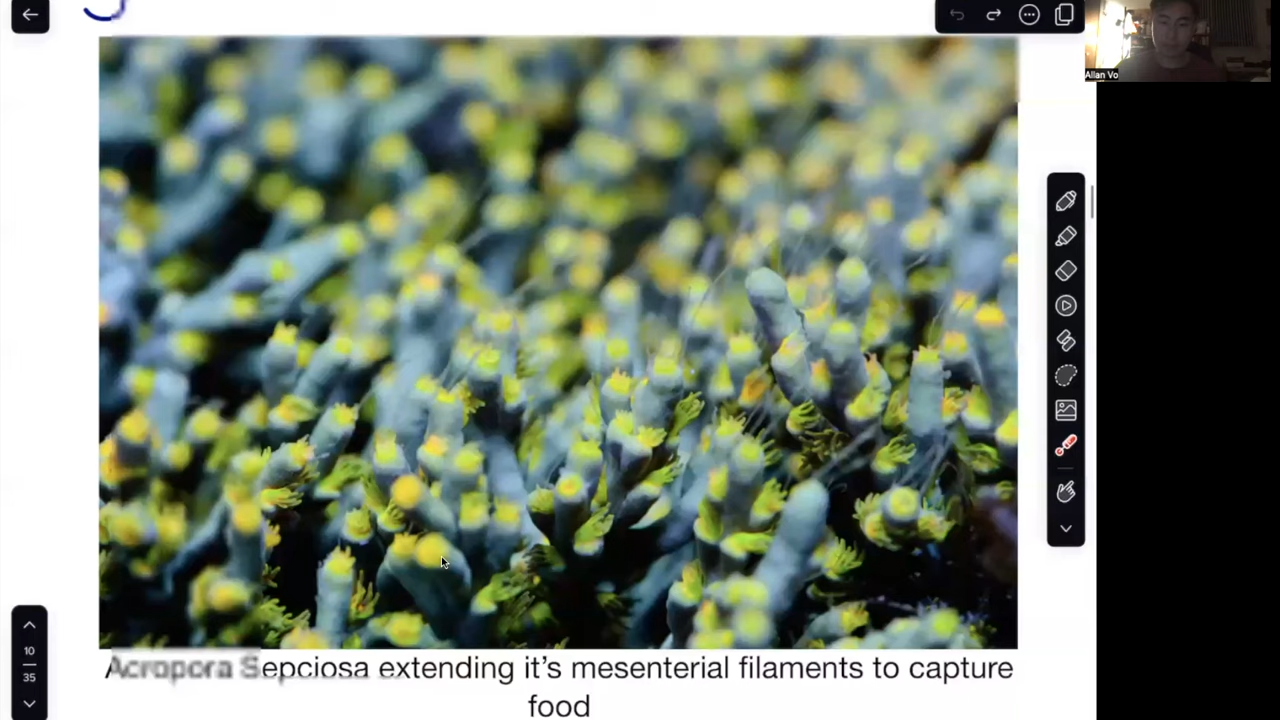 Allan Vo
10
35
Acropora Sepciosa extending it's mesenterial filaments to capture
food